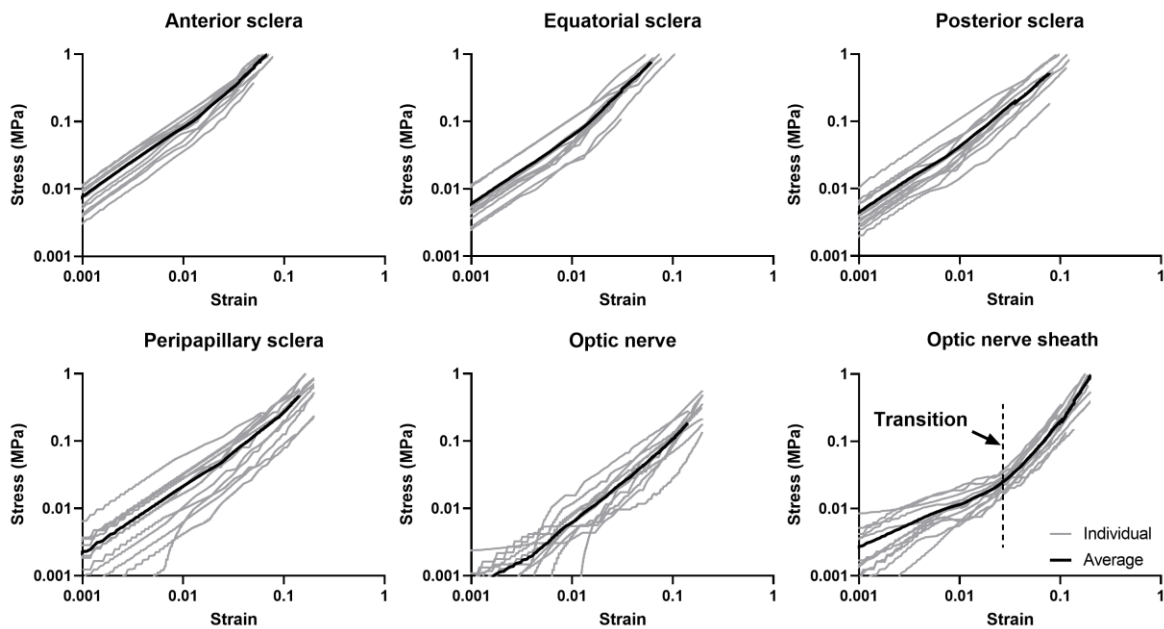 Anterior sclera
Equatorial sclera
Posterior sclera
1
0.1
0.01
0.001
Stress (MPa)
0.001
0.01
0.1
1
Strain
1
0.1
0.01
0.001
Stress (MPa)
0.001
0.01
0.1
1
Strain
1
0.1
0.01
0.001
Stress (MPa)
0.001
0.01
0.1
1
Strain
Peripapillary sclera
Optic nerve
Optic nerve sheath
1
0.1
0.01
0.001
Stress (MPa)
0.001
0.01
0.1
1
Strain
1
0.1
0.01
0.001
Stress (MPa)
0.001
0.01
0.1
1
Strain
1
0.1
0.01
0.001
Stress (MPa)
Transition
Individual
Average
0.001
0.01
0.1
1
Strain